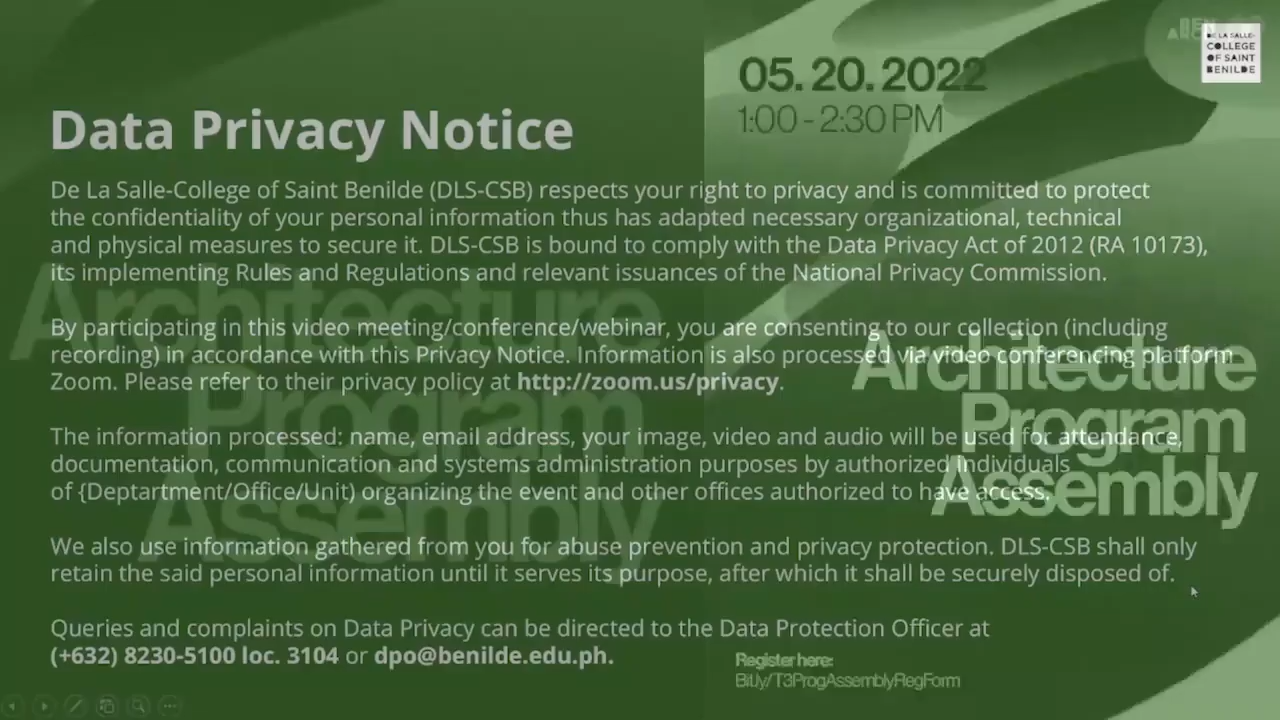 DE LA SALLE-
COLLEGE
OF SAINT
BENILDE
05. 20. 2022
1:00 - 2:30 PM
Data Privacy Notice
De La Salle-College of Saint Benilde (DLS-CSB) respects your right to privacy and is committed to protect
the confidentiality of your personal information thus has adapted necessary organizational, technical
and physical measures to secure it. DLS-CSB is bound to comply with the Data Privacy Act of 2012 (RA 10173),
its implementing Rules and Regulations and relevant issuances of the National Privacy Commission.
By participating in this video meeting/conference/webinar, you are consenting to our collection (including
recording) in accordance with this Privacy Notice. Information is also processed via video conferencing platform
Zoom. Please refer to their privacy policy at http://zoom.us/privacy.
The information processed: name, email address, your image, video and audio will be used for attendance,
documentation, communication and systems administration purposes by authorized individuals
of {Deptartment/Office/Unit) organizing the event and other offices authorized to have access.
We also use information gathered from you for abuse prevention and privacy protection. DLS-CSB shall only
retain the said personal information until it serves its purpose, after which it shall be securely disposed of.
Queries and complaints on Data Privacy can be directed to the Data Protection Officer at
(+632) 8230-5100 loc. 3104 or dpo@benilde.edu.ph.
Architecture
Program
Assembly
Architecture
Program
Assembly
Register here:
Bit.ly/T3ProgAssemblyRegForm